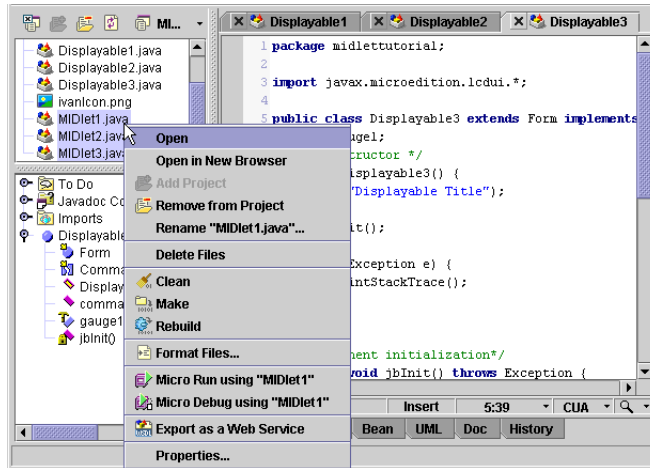 MI...
Displayable1
Displayable2
Displayable3
Displayable1.java
Displayable2.java
Displayable3.java
ivanIcon.png
MIDlet1.java
MIDlet2.java
MIDlet3.java
1 package midlettutorial;
2
3 import javax.microedition.lcdui.*;
4
5 public class Displayable3 extends Form implements
uge1;
tructor */
isplayable3() {
"Displayable Title");
it();
Exception e) {
intStackTrace();
nent initialization*/
void jbInit() throws Exception {
Open
Open in New Browser
Add Project
Remove from Project
Rename "MIDlet1.java"...
Delete Files
Clean
Make
Rebuild
Format Files...
Micro Run using "MIDlet1"
Micro Debug using "MIDlet1"
Export as a Web Service
Properties...
To Do
Javadoc Co
Imports
Displayable
Form
Comma
Display
comma
gauge1
jbInit()
Insert
5:39
CUA
Bean
UML
Doc
History